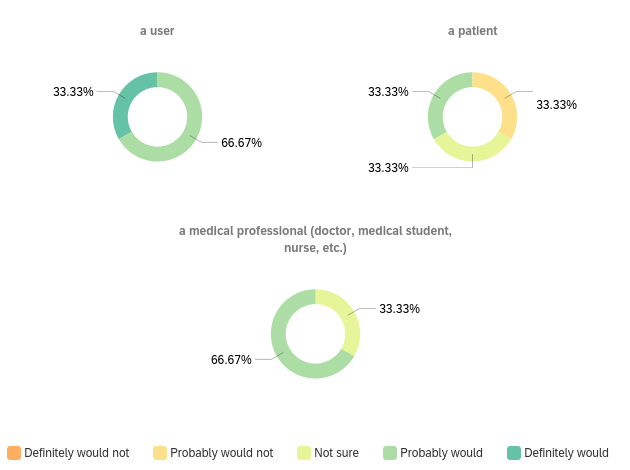 a user
a patient
33.33%
66.67%
33.33%
33.33%
33.33%
a medical professional (doctor, medical student,
nurse, etc.)
33.33%
66.67%
Definitely would not
Probably would not
Not sure
Probably would
Definitely would